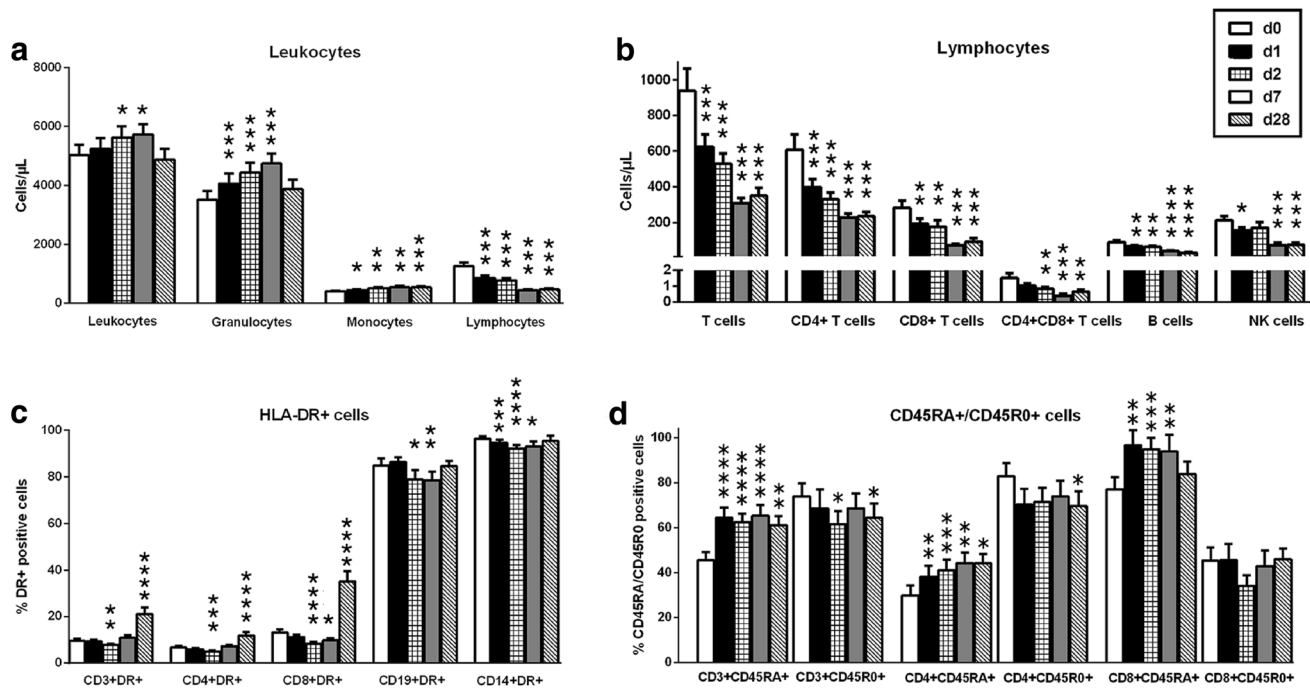 a
Leukocytes
8000
6000
4000
2000
0
Cells/µL
* * *** *** *** * ** ** *** *** *** *** ***
Leukocytes Granulocytes Monocytes Lymphocytes
b
Lymphocytes
d0
d1
d2
d7
d28
1000
800
600
400
200
2
1
0
Cells/µL
*** *** *** *** *** *** *** *** ** ** *** *** ** *** ** ** ** **** **** * *** ***
T cells CD4+ T cells CD8+ T cells CD4+CD8+ T cells B cells NK cells
c
HLA-DR+ cells
100
80
60
40
20
0
% DR+ positive cells
** **** *** **** **** * **** * ** *** **** *
CD3+DR+ CD4+DR+ CD8+DR+ CD19+DR+ CD14+DR+
d
CD45RA+/CD45R0+ cells
100
80
60
40
20
0
% CD45RA/CD45R0 positive cells
**** **** **** ** * * ** *** ** * * ** *** **
CD3+CD45RA+ CD3+CD45R0+ CD4+CD45RA+ CD4+CD45R0+ CD8+CD45RA+ CD8+CD45R0+